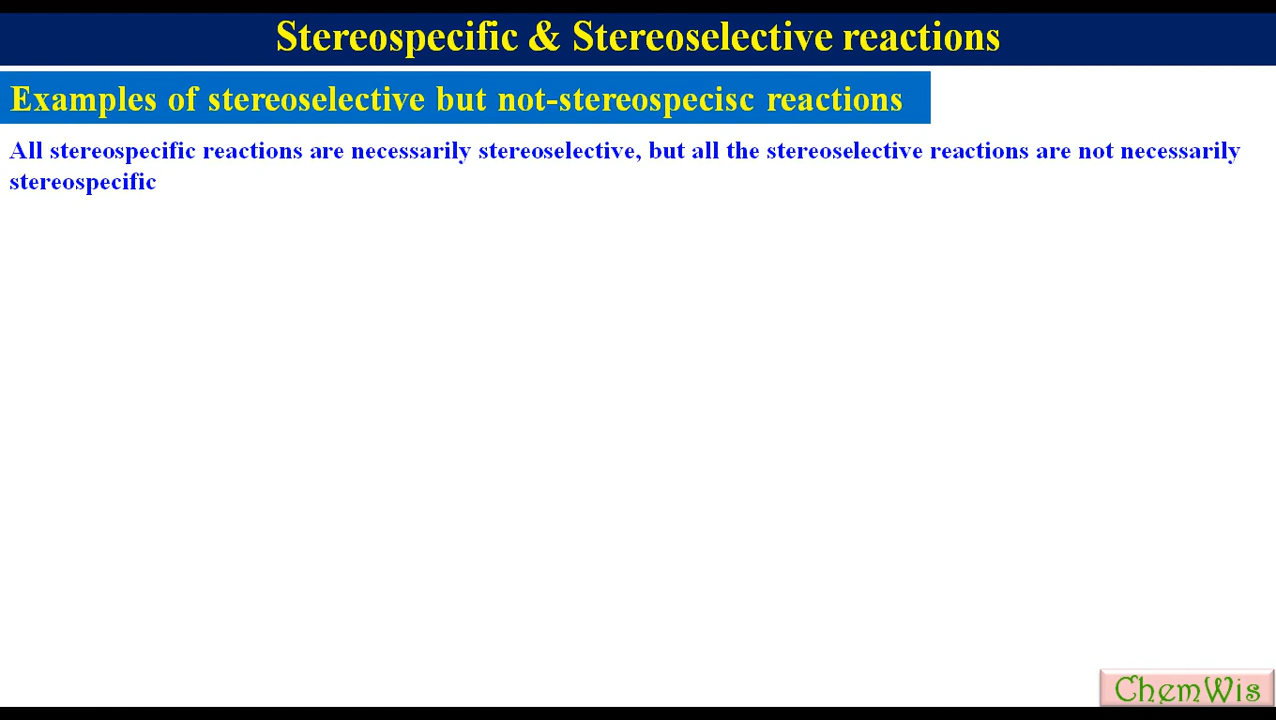 Stereospecific & Stereoselective reactions
Examples of stereoselective but not-stereospecisc reactions
All stereospecific reactions are necessarily stereoselective, but all the stereoselective reactions are not necessarily
stereospecific
ChemWis